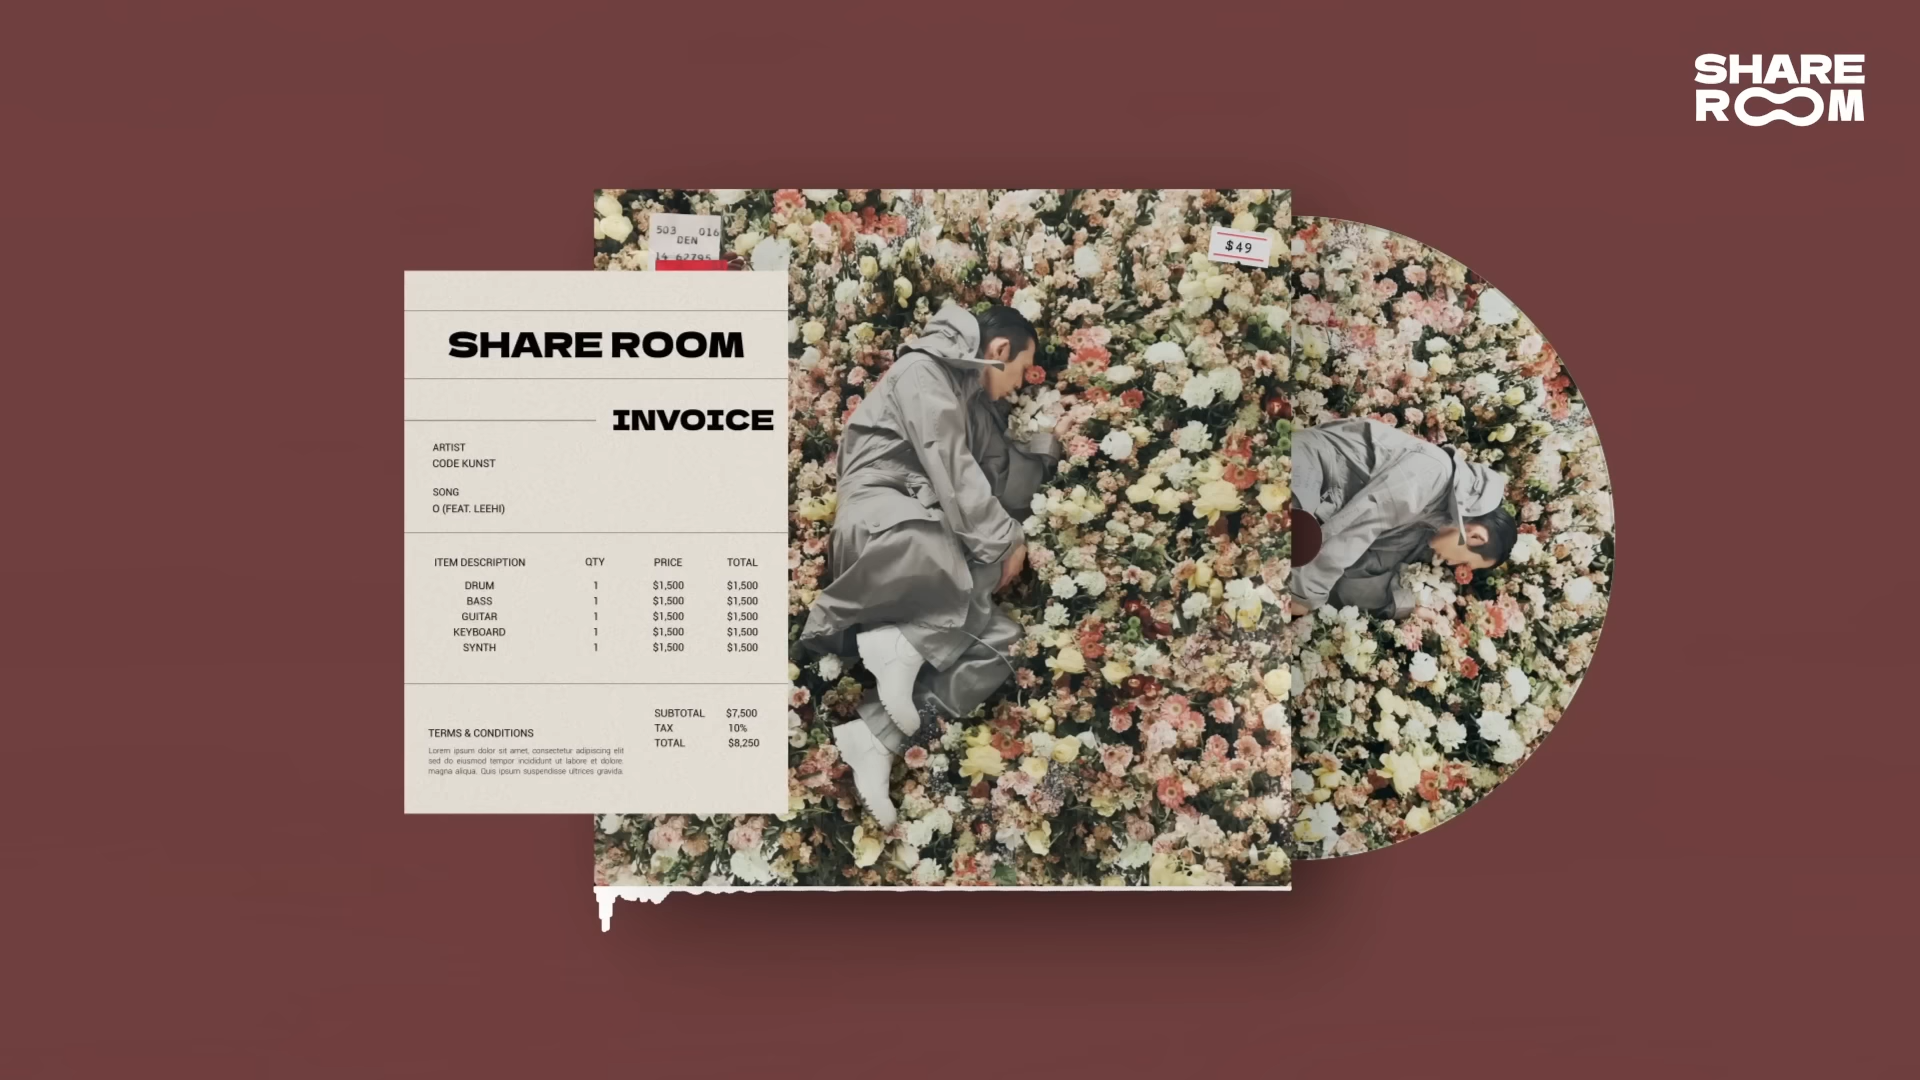 SHARE
ROOM
503 016
DEN
14 62795
$49
SHARE ROOM
INVOICE
ARTIST
CODE KUNST
SONG
O (FEAT. LEEHI)
ITEM DESCRIPTION QTY PRICE TOTAL
DRUM 1 $1,500 $1,500
BASS 1 $1,500 $1,500
GUITAR 1 $1,500 $1,500
KEYBOARD 1 $1,500 $1,500
SYNTH 1 $1,500 $1,500
SUBTOTAL $7,500
TAX 10%
TOTAL $8,250
TERMS & CONDITIONS
Lorem ipsum dolor sit amet, consectetur adipiscing elit
sed do eiusmod tempor incididunt ut labore et dolore
magna aliqua. Quis ipsum suspendisse ultrices gravida.